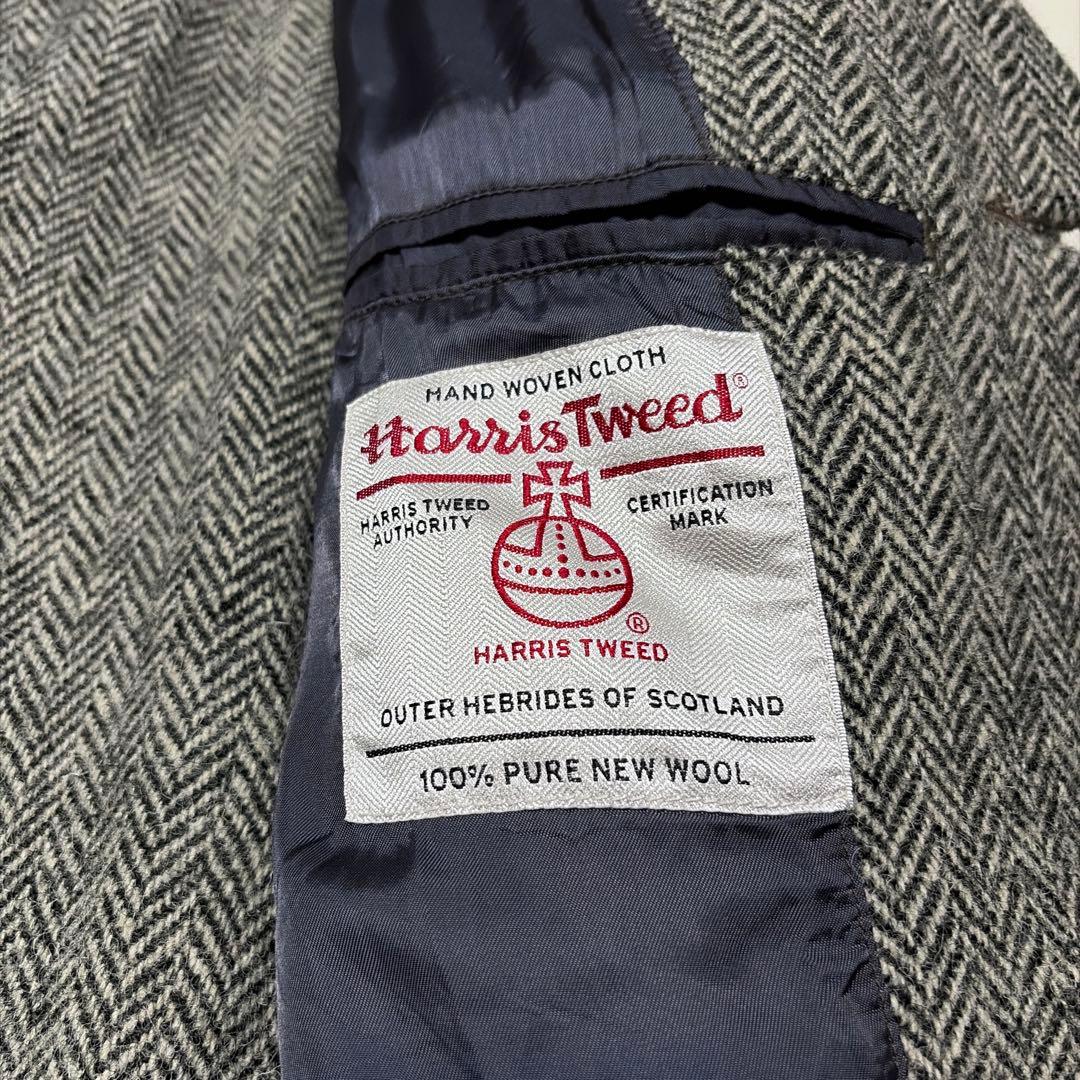 HAND WOVEN CLOTH
Harris Tweed®
HARRIS TWEED
AUTHORITY
CERTIFICATION
MARK
®
HARRIS TWEED
OUTER HEBRIDES OF SCOTLAND
100% PURE NEW WOOL